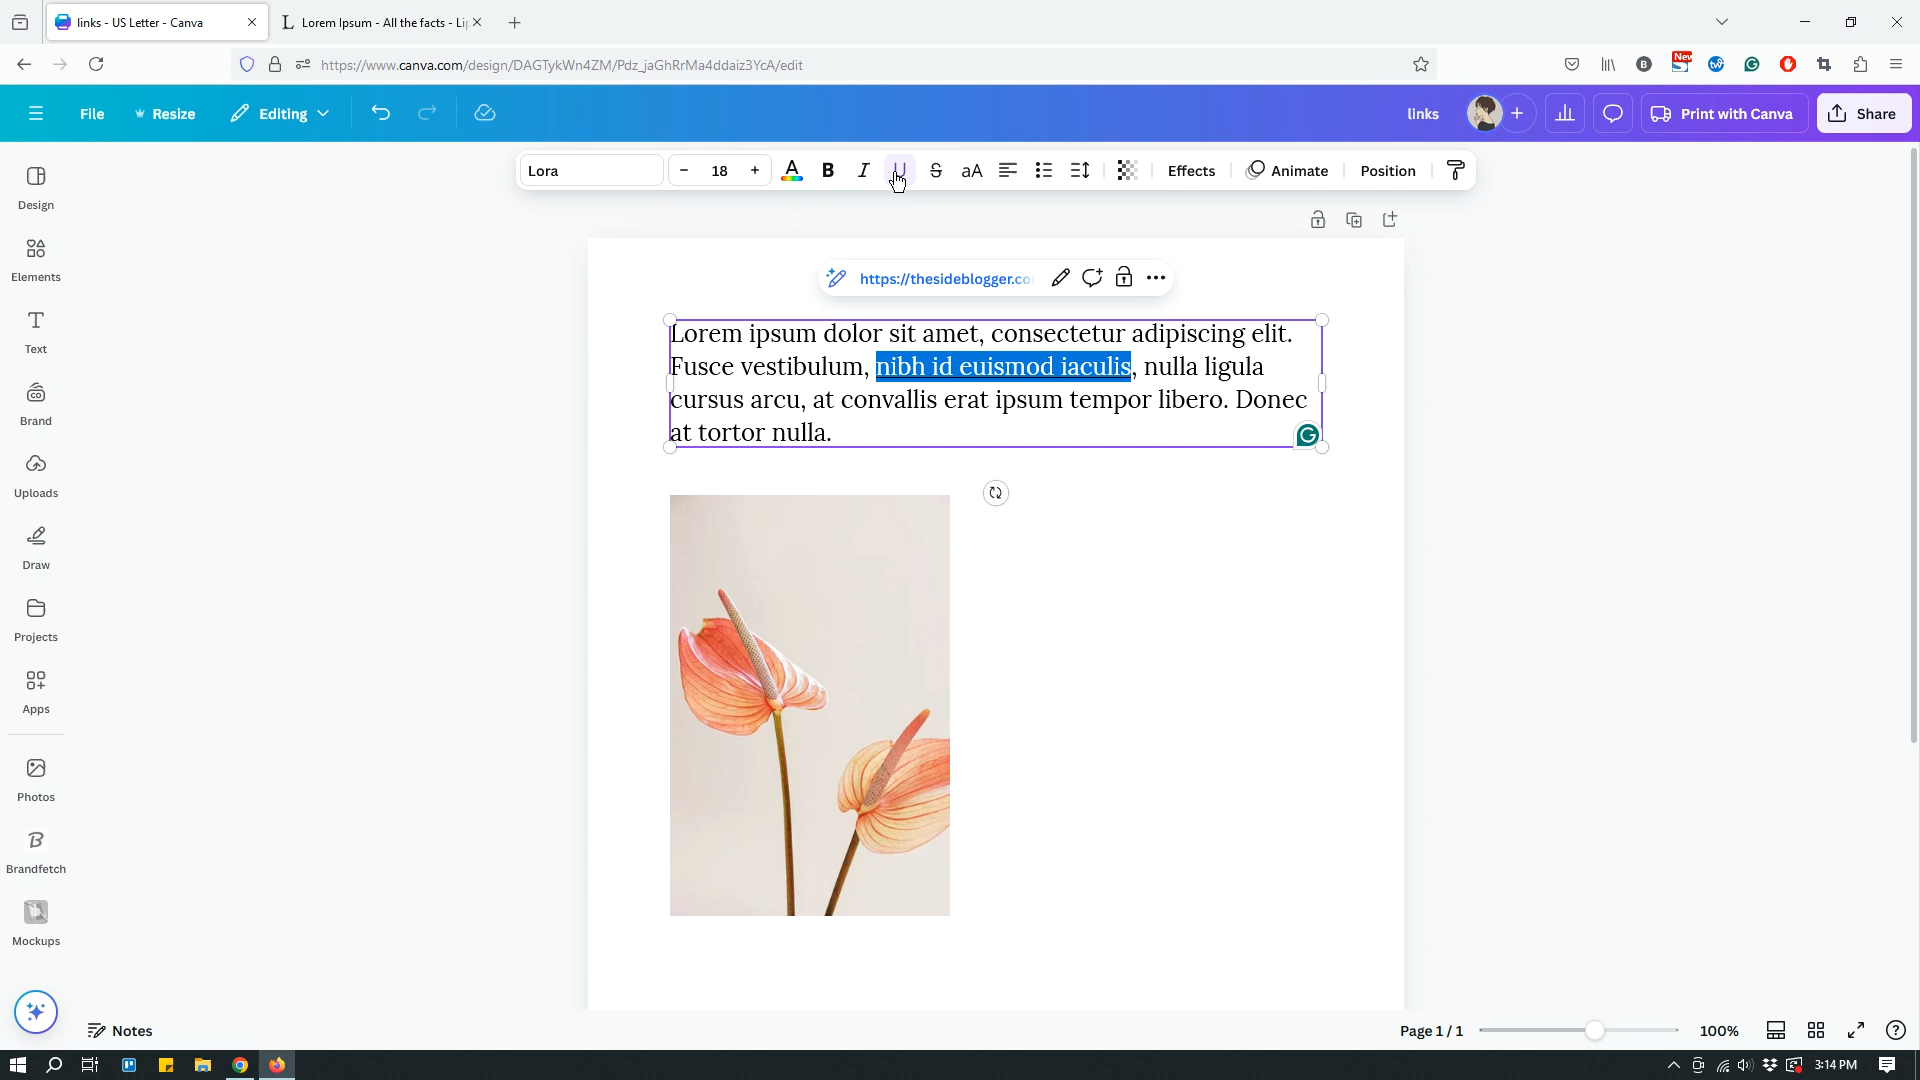 links - US Letter - Canva
Lorem Ipsum - All the facts - Lip
https://www.canva.com/design/DAGTykWn4ZM/Pdz_jaGhRrMa4ddaiz3YcA/edit
New
File
Resize
Editing
links
Print with Canva
Share
Lora
- 18 +
A B I U S aA
Effects
Animate
Position
Design
Elements
Text
Brand
Uploads
Draw
Projects
Apps
Photos
Brandfetch
Mockups
https://thesideblogger.co
Lorem ipsum dolor sit amet, consectetur adipiscing elit.
Fusce vestibulum, nibh id euismod iaculis, nulla ligula
cursus arcu, at convallis erat ipsum tempor libero. Donec
at tortor nulla.
Notes
Page 1 / 1
100%
3:14 PM